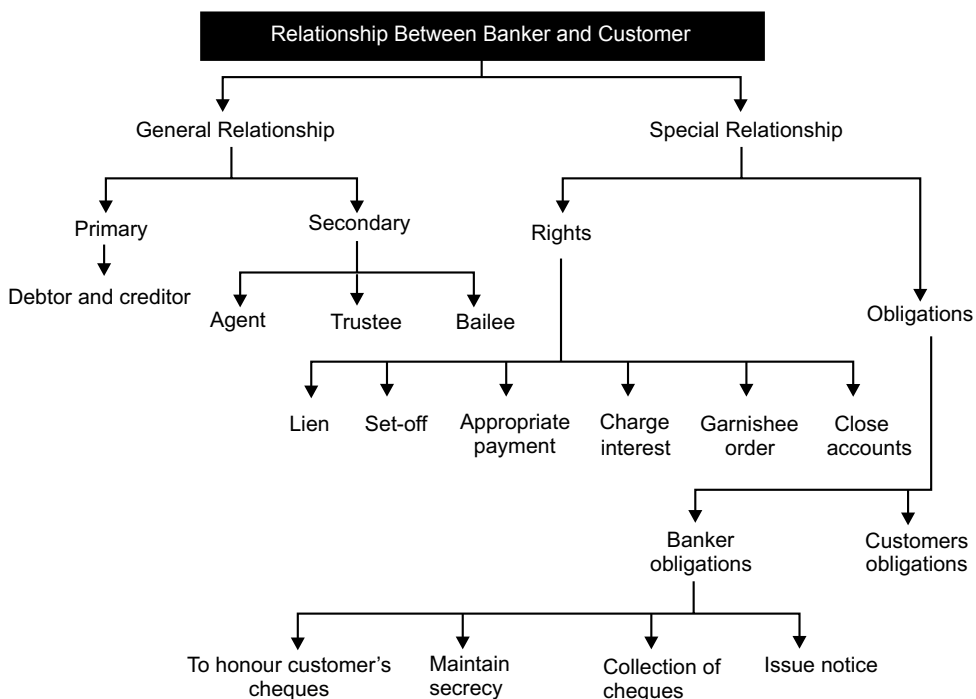 Relationship Between Banker and Customer
General Relationship
Special Relationship
Primary
Secondary
Rights
Debtor and creditor
Agent
Trustee
Bailee
Obligations
Lien
Set-off
Appropriate
payment
Charge
interest
Garnishee
order
Close
accounts
Banker
obligations
Customers
obligations
To honour customer’s
cheques
Maintain
secrecy
Collection of
cheques
Issue notice